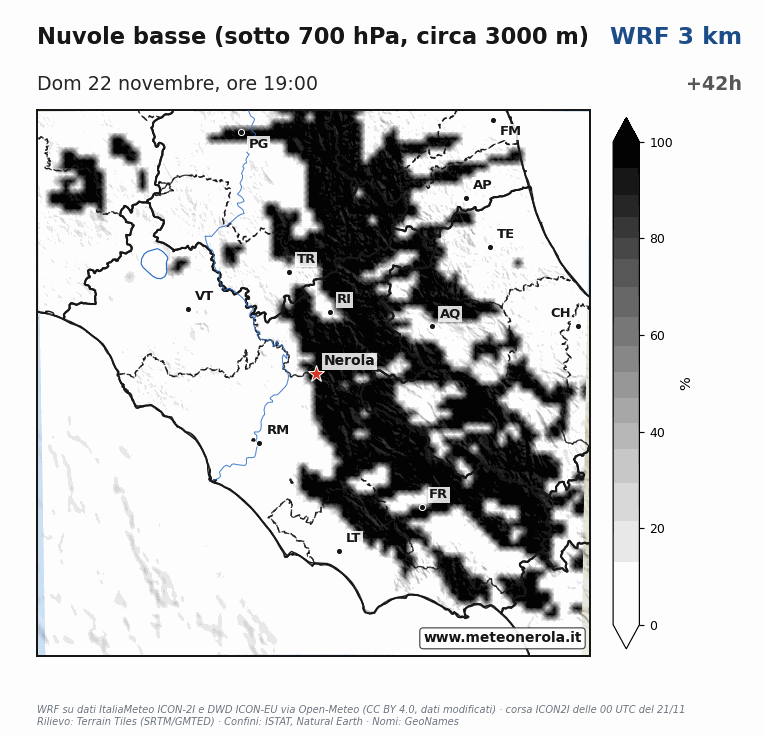 Nuvole basse (sotto 700 hPa, circa 3000 m) WRF 3 km
Dom 22 novembre, ore 19:00 +42h
FM
PG
AP
TE
TR
VT
RI
AQ
CH
Nerola
RM
FR
LT
www.meteonerola.it
100
80
60
40
20
0
%
WRF su dati ItaliaMeteo ICON-2I e DWD ICON-EU via Open-Meteo (CC BY 4.0, dati modificati) · corsa ICON2I delle 00 UTC del 21/11
Rilievo: Terrain Tiles (SRTM/GMTED) · Confini: ISTAT, Natural Earth · Nomi: GeoNames